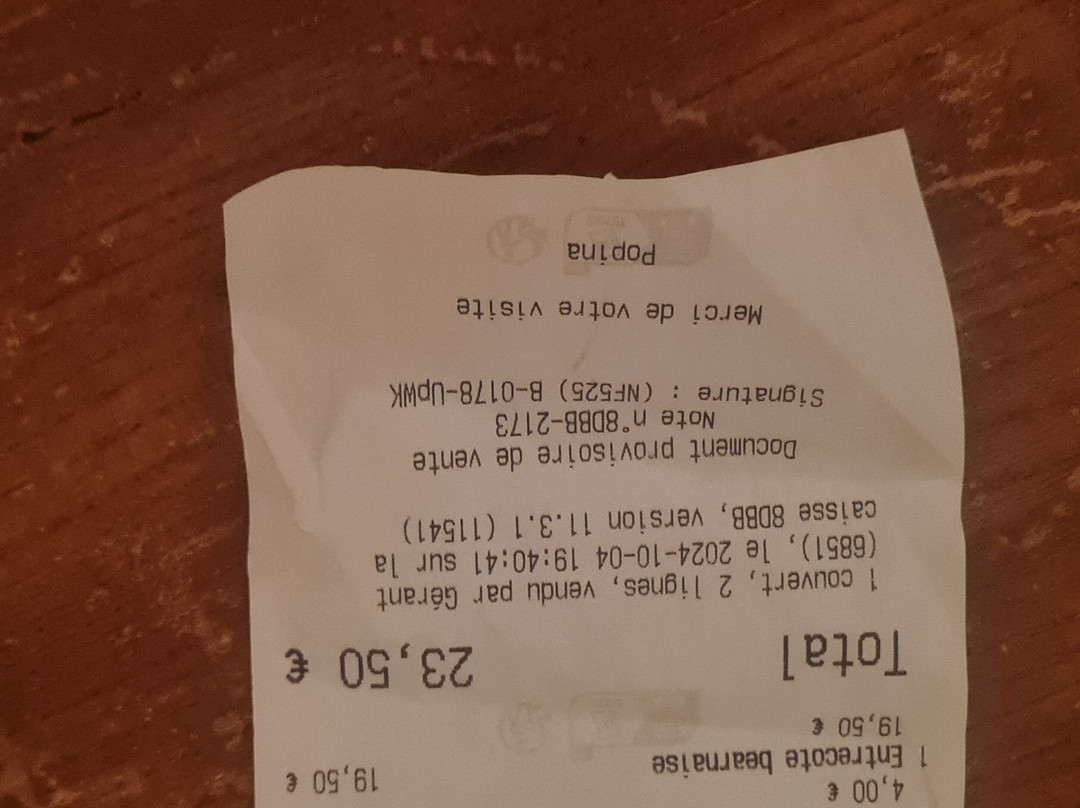 4,00 €
1 Entrecote bearnaise 19,50 €
19,50 €
Total 23,50 €
1 couvert, 2 lignes, vendu par Gérant
(6851), le 2024-10-04 19:40:41 sur la
caisse 8DBB, version 11.3.1 (11541)
Document provisoire de vente
Note n°8DBB-2173
Signature : (NF525) B-0178-UpWK
Merci de votre visite
Popina